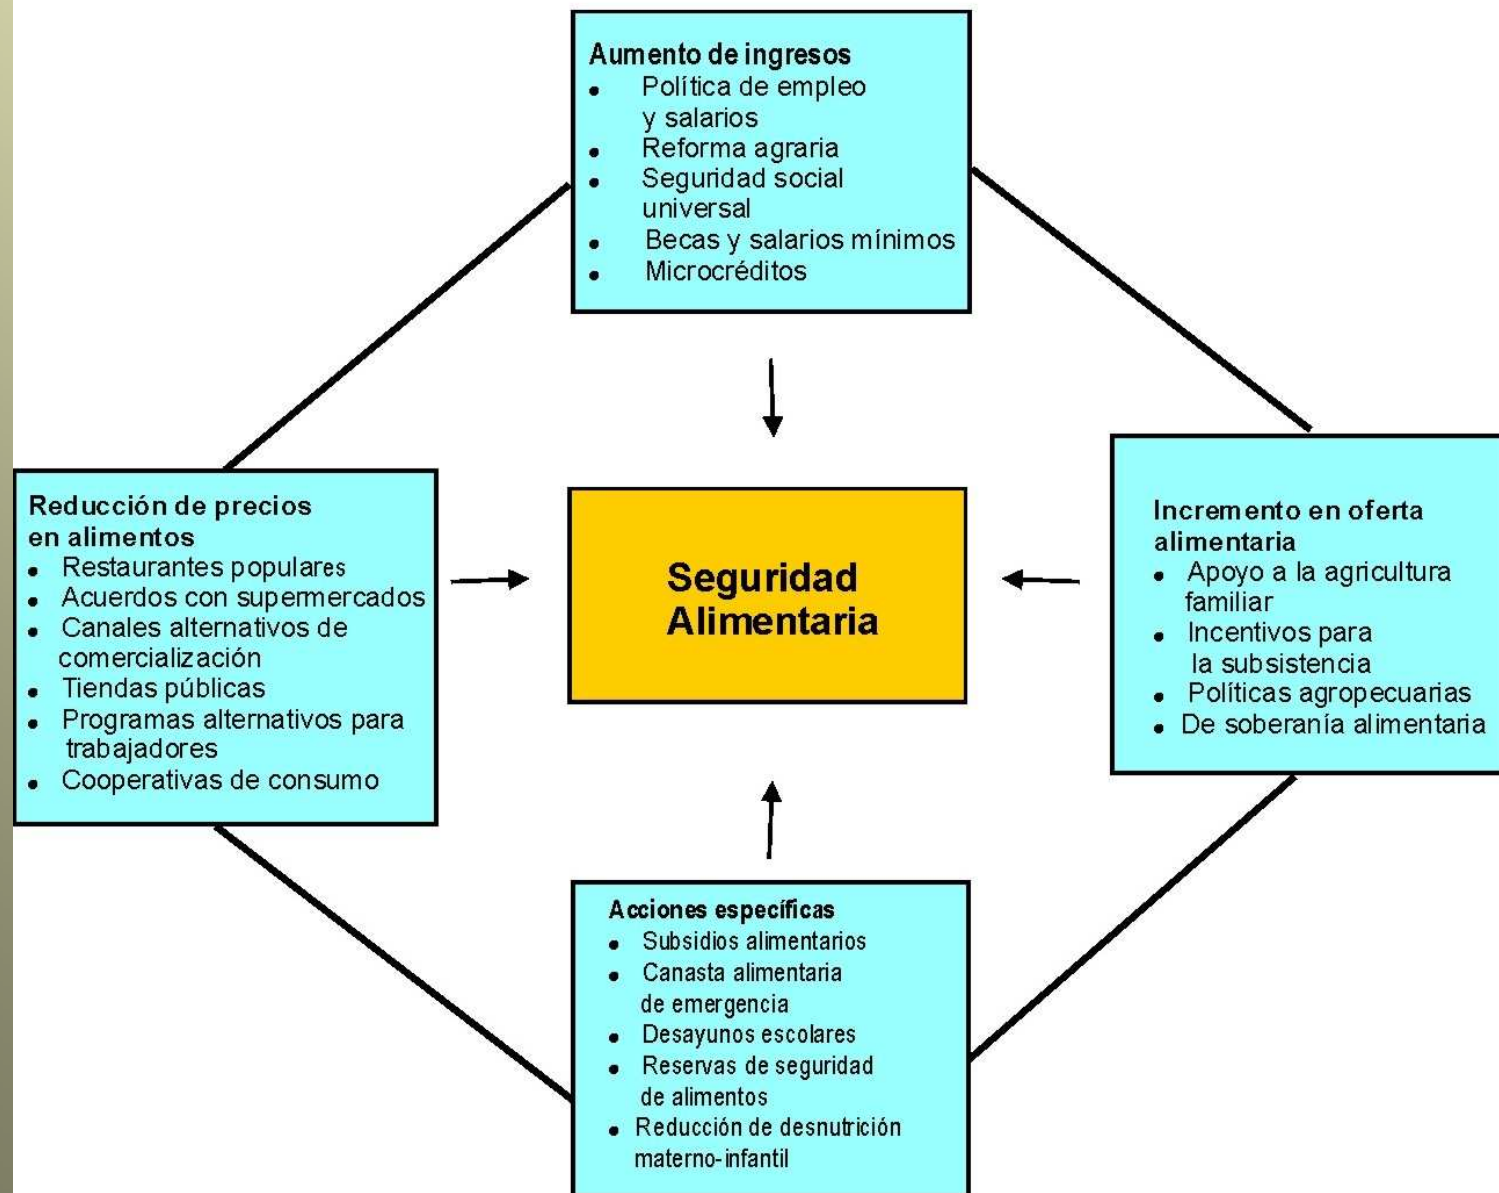 Aumento de ingresos
• Política de empleo
y salarios
• Reforma agraria
• Seguridad social
universal
• Becas y salarios mínimos
• Microcréditos
Reducción de precios
en alimentos
• Restaurantes populares
• Acuerdos con supermercados
• Canales alternativos de
comercialización
• Tiendas públicas
• Programas alternativos para
trabajadores
• Cooperativas de consumo
Seguridad
Alimentaria
Incremento en oferta
alimentaria
• Apoyo a la agricultura
familiar
• Incentivos para
la subsistencia
• Políticas agropecuarias
• De soberanía alimentaria
Acciones específicas
• Subsidios alimentarios
• Canasta alimentaria
de emergencia
• Desayunos escolares
• Reservas de seguridad
de alimentos
• Reducción de desnutrición
materno-infantil